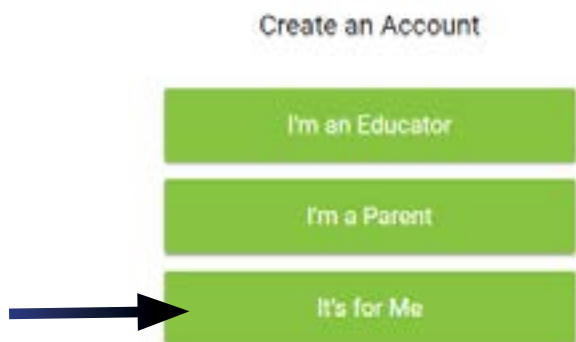 Create an Account
I'm an Educator
I'm a Parent
It's for Me